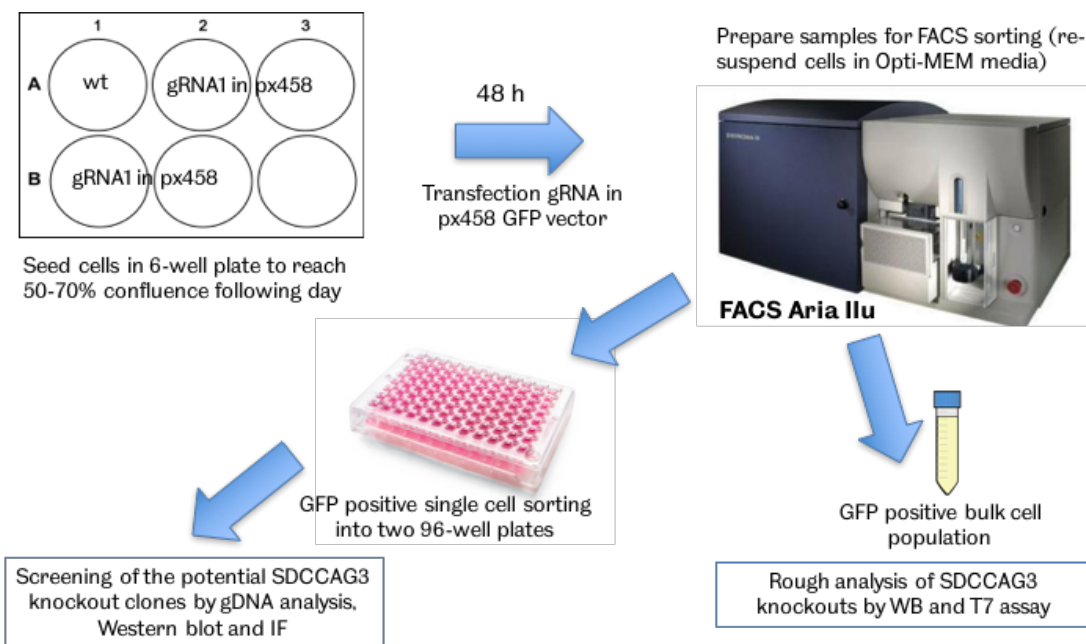 1 2 3
A wt gRNA1 in px458
B gRNA1 in px458
Seed cells in 6-well plate to reach
50-70% confluence following day
48 h
Transfection gRNA in
px458 GFP vector
Prepare samples for FACS sorting (re-
suspend cells in Opti-MEM media)
FACS Aria IIu
GFP positive single cell sorting
into two 96-well plates
GFP positive bulk cell
population
Screening of the potential SDCCAG3
knockout clones by gDNA analysis,
Western blot and IF
Rough analysis of SDCCAG3
knockouts by WB and T7 assay